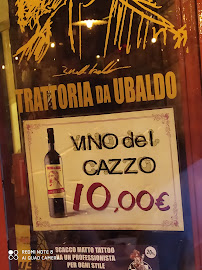 TRATTORIA DA UBALDO
VINO del
CAZZO
10,00€
SCACCO MATTO TATTOO
UN PROFESSIONISTA
PER OGNI STILE
REDMI NOTE 8
AI QUAD CAMERA